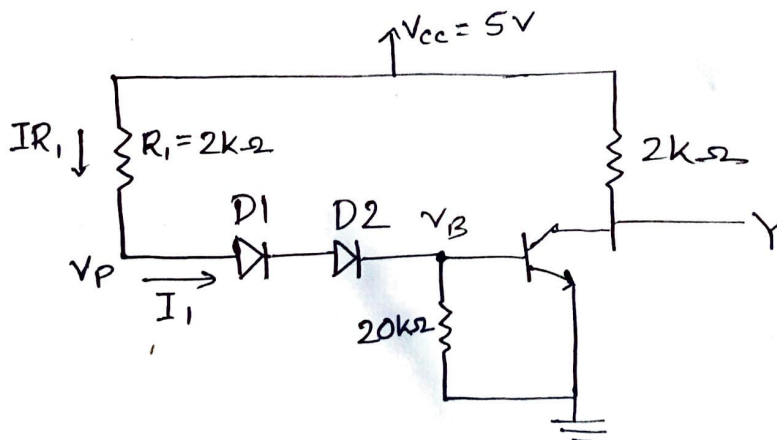 Vcc = 5V
IR₁
R₁ = 2kΩ
2kΩ
D1
D2
VB
Y
VP
I₁
20kΩ